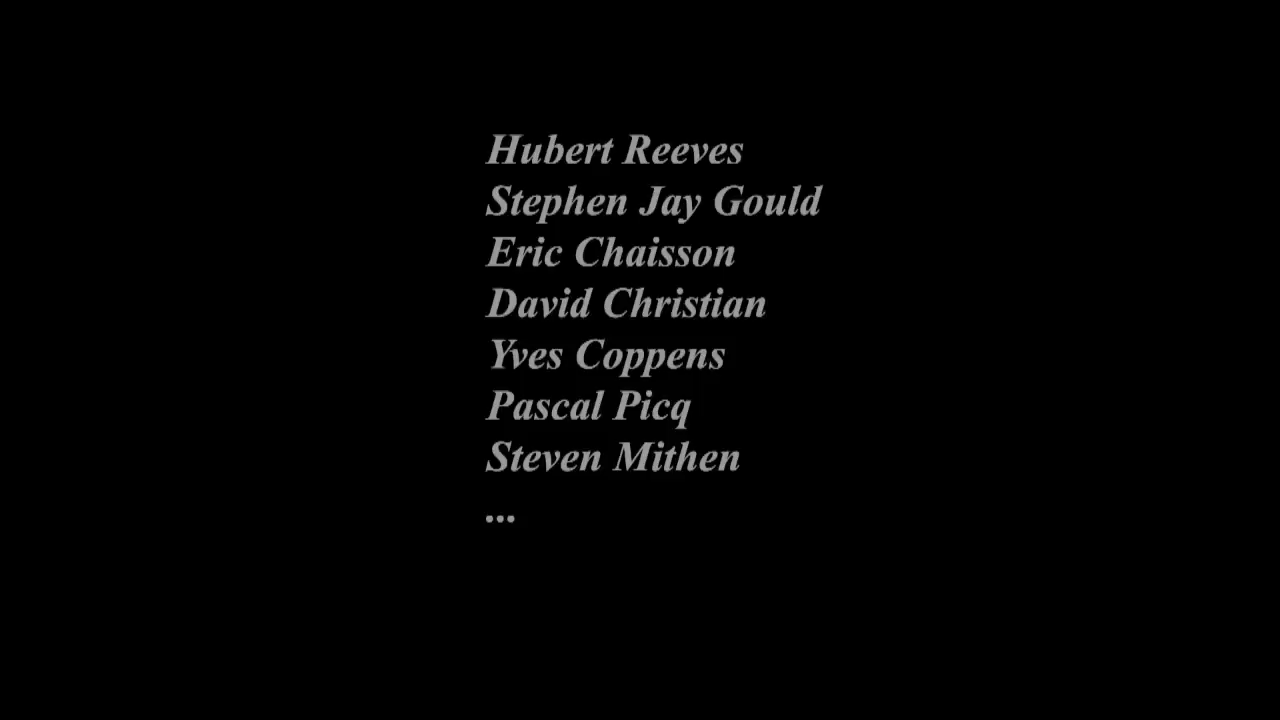 Hubert Reeves
Stephen Jay Gould
Eric Chaisson
David Christian
Yves Coppens
Pascal Picq
Steven Mithen
...